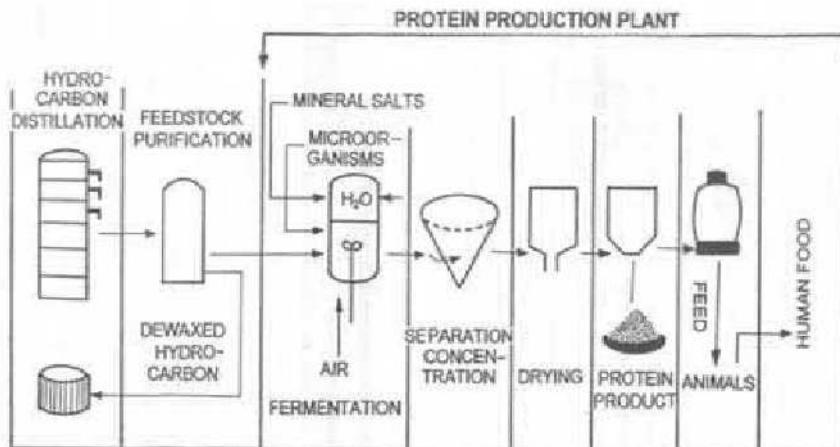 PROTEIN PRODUCTION PLANT
HYDRO-
CARBON
DISTILLATION
FEEDSTOCK
PURIFICATION
MINERAL SALTS
MICROOR-
GANISMS
H₂O
DEWAXED
HYDRO-
CARBON
AIR
FERMENTATION
SEPARATION
CONCEN-
TRATION
DRYING
PROTEIN
PRODUCT
FEED
ANIMALS
HUMAN FOOD